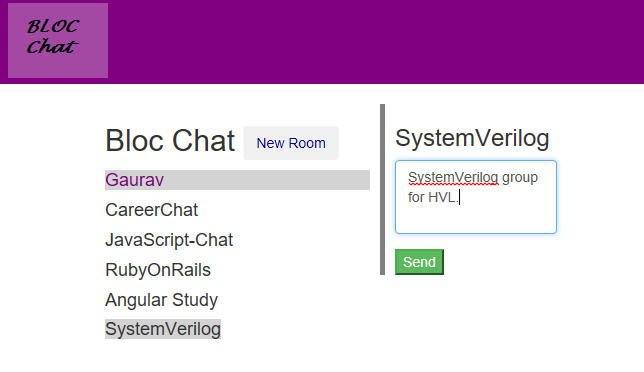 BLOC
Chat
Bloc Chat
New Room
Gaurav
CareerChat
JavaScript-Chat
RubyOnRails
Angular Study
SystemVerilog
SystemVerilog
SystemVerilog group
for HVL.
Send